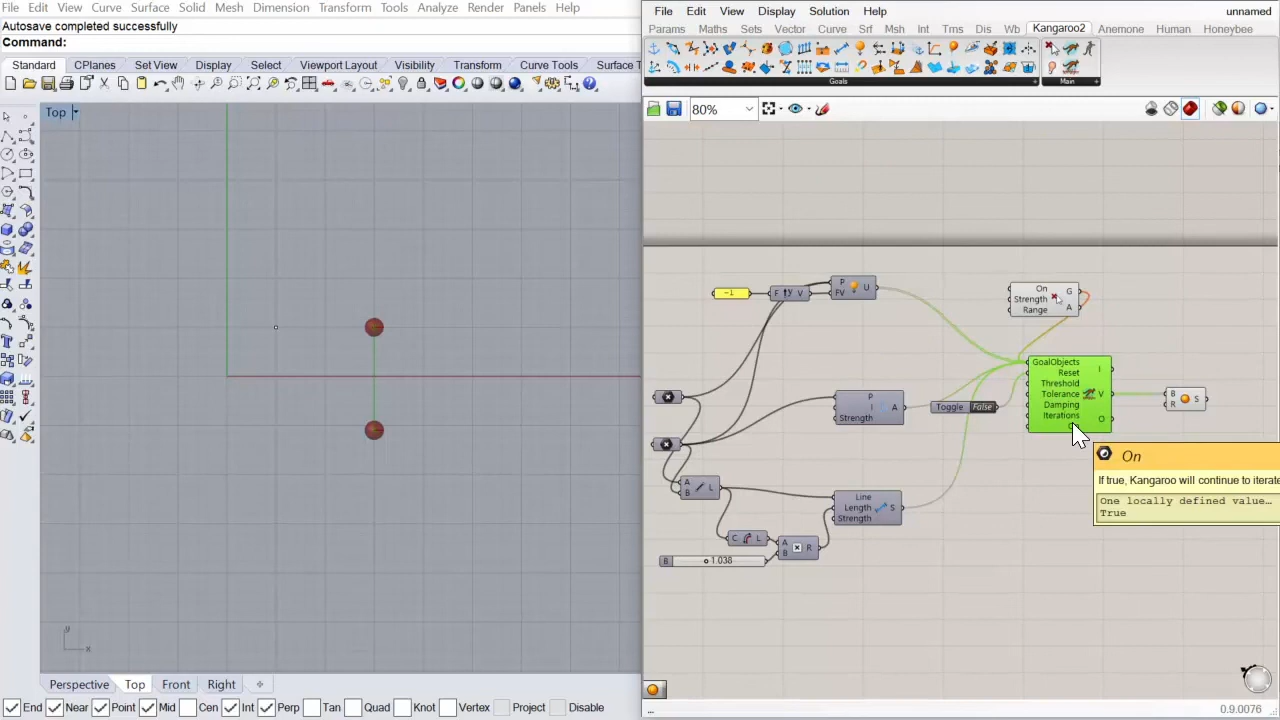 File Edit View Curve Surface Solid Mesh Dimension Transform Tools Analyze Render Panels Help
Autosave completed successfully
Command:
Standard CPlanes Set View Display Select Viewport Layout Visibility Transform Curve Tools Surface T
Top
y
x
Perspective Top Front Right
End Near Point Mid Cen Int Perp Tan Quad Knot Vertex Project Disable
File Edit View Display Solution Help unnamed
Params Maths Sets Vector Curve Srf Msh Int Trns Dis Wb Kangaroo2 Anemone Human Honeybee
Goals Main
80%
-1
F y V
P
FV
U
On
Strength
Range
G
A
GoalObjects
Reset
Threshold
Tolerance
Damping
Iterations
I
V
O
B
R
S
P
I
Strength
A
Toggle False
A
B
L
Line
Length
Strength
S
C L
A
B
R
B 1.038
On
If true, Kangaroo will continue to iterate
One locally defined value…
True
...
0.9.0076